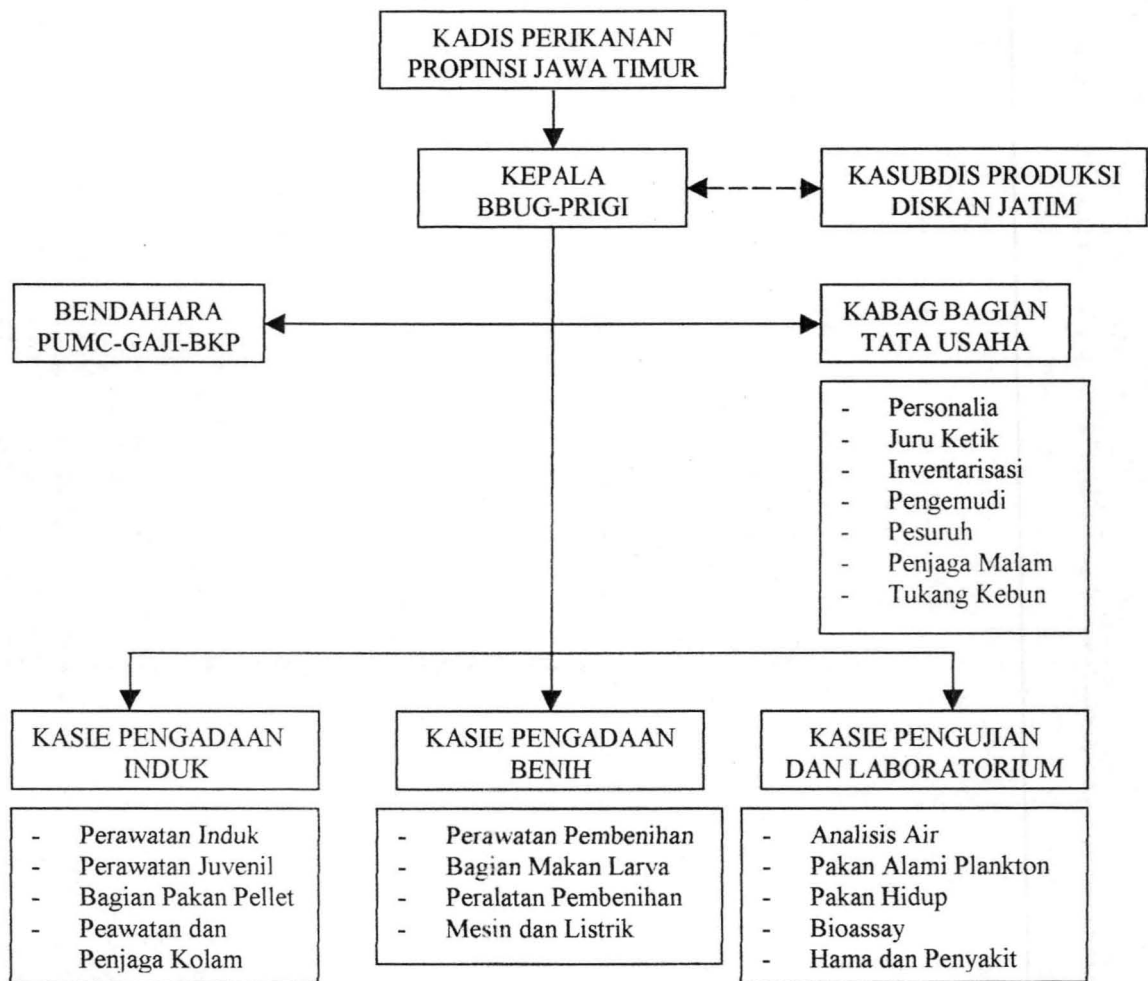 KADIS PERIKANAN
PROPINSI JAWA TIMUR
KEPALA
BBUG-PRIGI
KASUBDIS PRODUKSI
DISKAN JATIM
BENDAHARA
PUMC-GAJI-BKP
KABAG BAGIAN
TATA USAHA
- Personalia
- Juru Ketik
- Inventarisasi
- Pengemudi
- Pesuruh
- Penjaga Malam
- Tukang Kebun
KASIE PENGADAAN
INDUK
- Perawatan Induk
- Perawatan Juvenil
- Bagian Pakan Pellet
- Peawatan dan
Penjaga Kolam
KASIE PENGADAAN
BENIH
- Perawatan Pembenihan
- Bagian Makan Larva
- Peralatan Pembenihan
- Mesin dan Listrik
KASIE PENGUJIAN
DAN LABORATORIUM
- Analisis Air
- Pakan Alami Plankton
- Pakan Hidup
- Bioassay
- Hama dan Penyakit